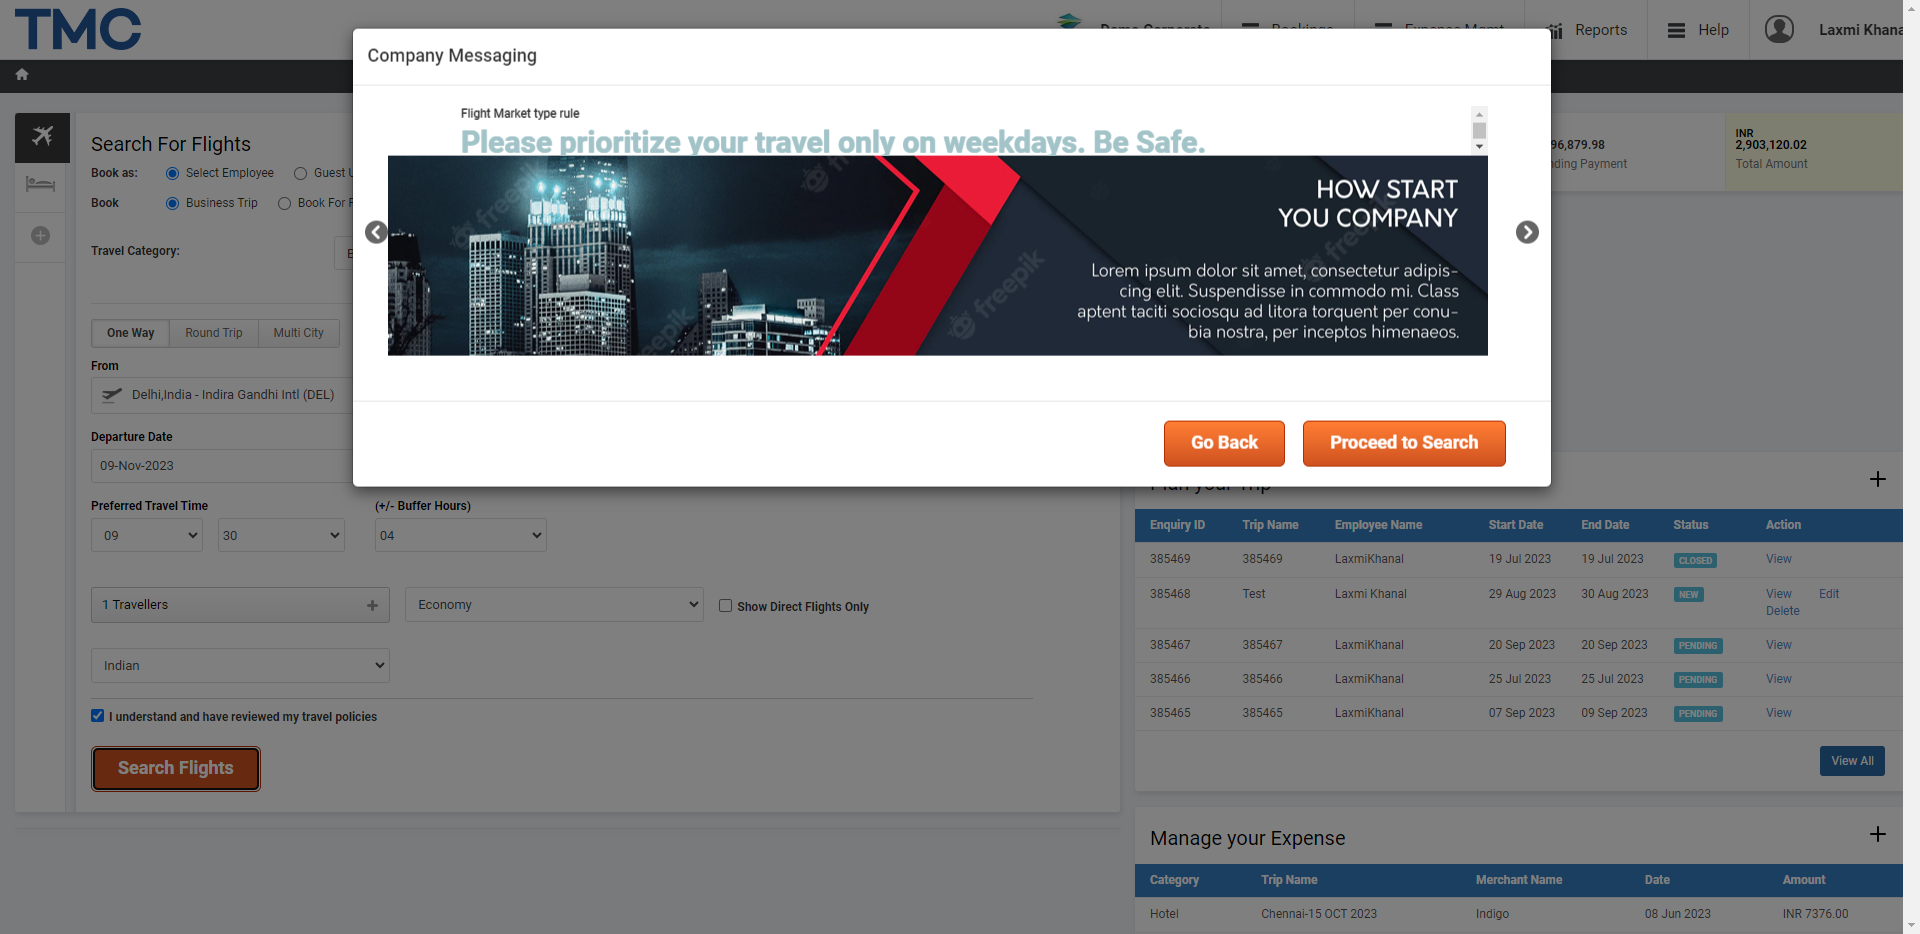 TMC
Reports
Help
Laxmi Khana
Company Messaging
Flight Market type rule
Please prioritize your travel only on weekdays. Be Safe.
HOW START
YOU COMPANY
Lorem ipsum dolor sit amet, consectetur adipis-
cing elit. Suspendisse in commodo mi. Class
aptent taciti sociosqu ad litora torquent per conu-
bia nostra, per inceptos himenaeos.
freepik
freepik
Go Back
Proceed to Search
Search For Flights
Book as:
Select Employee
Guest U
Book
Business Trip
Book For F
Travel Category:
One Way
Round Trip
Multi City
From
Delhi,India - Indira Gandhi Intl (DEL)
Departure Date
09-Nov-2023
Preferred Travel Time
(+/- Buffer Hours)
09
30
04
1 Travellers
Economy
Show Direct Flights Only
Indian
I understand and have reviewed my travel policies
Search Flights
96,879.98
ding Payment
INR
2,903,120.02
Total Amount
Enquiry ID Trip Name Employee Name Start Date End Date Status Action
385469 385469 LaxmiKhanal 19 Jul 2023 19 Jul 2023 CLOSED View
385468 Test Laxmi Khanal 29 Aug 2023 30 Aug 2023 NEW View Edit
Delete
385467 385467 LaxmiKhanal 20 Sep 2023 20 Sep 2023 PENDING View
385466 385466 LaxmiKhanal 25 Jul 2023 25 Jul 2023 PENDING View
385465 385465 LaxmiKhanal 07 Sep 2023 09 Sep 2023 PENDING View
View All
Manage your Expense
Category Trip Name Merchant Name Date Amount
Hotel Chennai-15 OCT 2023 Indigo 08 Jun 2023 INR 7376.00